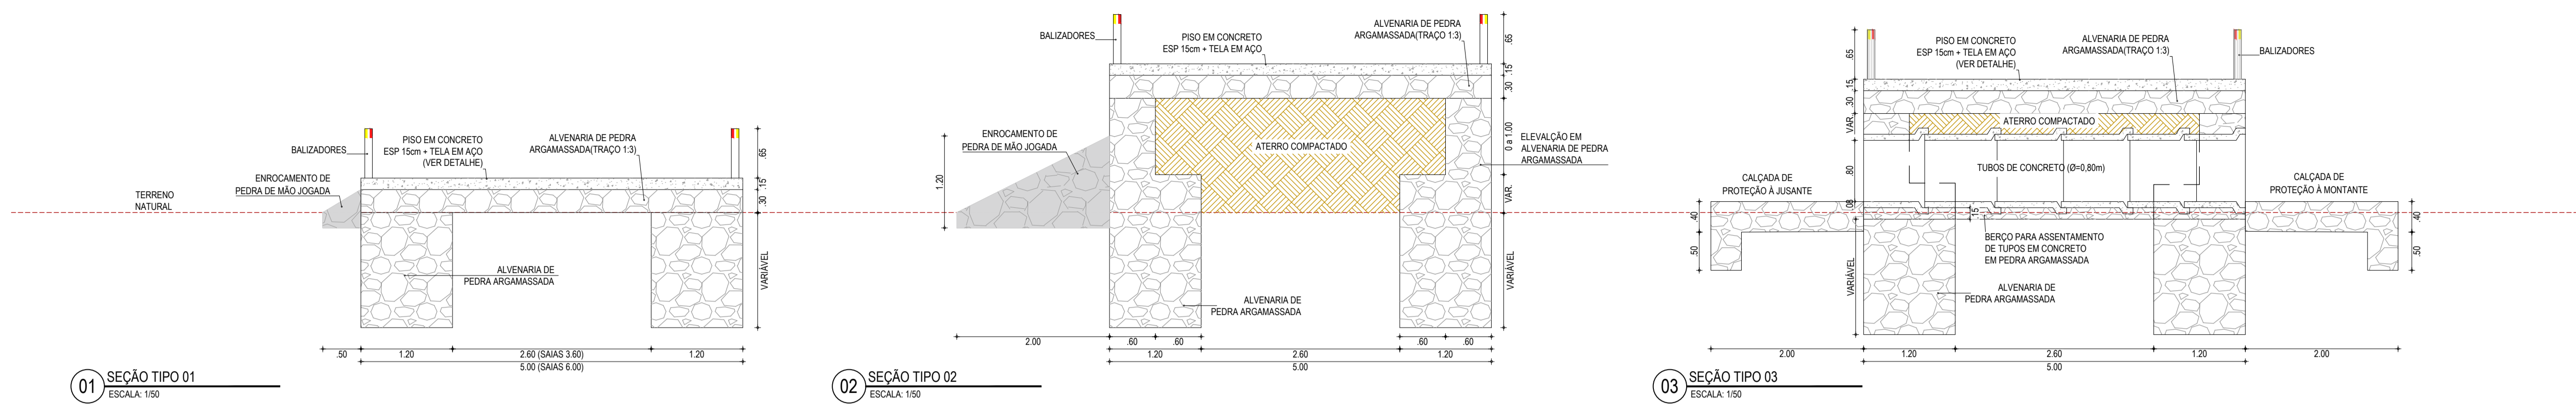 TERRENO
NATURAL
BALIZADORES
PISO EM CONCRETO
ESP 15cm + TELA EM AÇO
(VER DETALHE)
ALVENARIA DE PEDRA
ARGAMASSADA(TRAÇO 1:3)
ENROCAMENTO DE
PEDRA DE MÃO JOGADA
ALVENARIA DE
PEDRA ARGAMASSADA
.65
.15
.30
VARIÁVEL
.50
1.20
2.60 (SAIAS 3.60)
1.20
5.00 (SAIAS 6.00)
01
SEÇÃO TIPO 01
ESCALA: 1/50
BALIZADORES
PISO EM CONCRETO
ESP 15cm + TELA EM AÇO
ALVENARIA DE PEDRA
ARGAMASSADA(TRAÇO 1:3)
ENROCAMENTO DE
PEDRA DE MÃO JOGADA
1.20
ATERRO COMPACTADO
ELEVALÇÃO EM
ALVENARIA DE PEDRA
ARGAMASSADA
ALVENARIA DE
PEDRA ARGAMASSADA
.65
.15
.30
0 a 1.00
VAR.
VARIÁVEL
2.00
.60
.60
.60
.60
1.20
2.60
1.20
5.00
02
SEÇÃO TIPO 02
ESCALA: 1/50
PISO EM CONCRETO
ESP 15cm + TELA EM AÇO
(VER DETALHE)
ALVENARIA DE PEDRA
ARGAMASSADA(TRAÇO 1:3)
BALIZADORES
.65
.15
.30
VAR.
.80
.08
VARIÁVEL
ATERRO COMPACTADO
TUBOS DE CONCRETO (Ø=0,80m)
CALÇADA DE
PROTEÇÃO À JUSANTE
CALÇADA DE
PROTEÇÃO À MONTANTE
.40
.50
.15
.40
.50
BERÇO PARA ASSENTAMENTO
DE TUPOS EM CONCRETO
EM PEDRA ARGAMASSADA
ALVENARIA DE
PEDRA ARGAMASSADA
2.00
1.20
2.60
1.20
2.00
5.00
03
SEÇÃO TIPO 03
ESCALA: 1/50